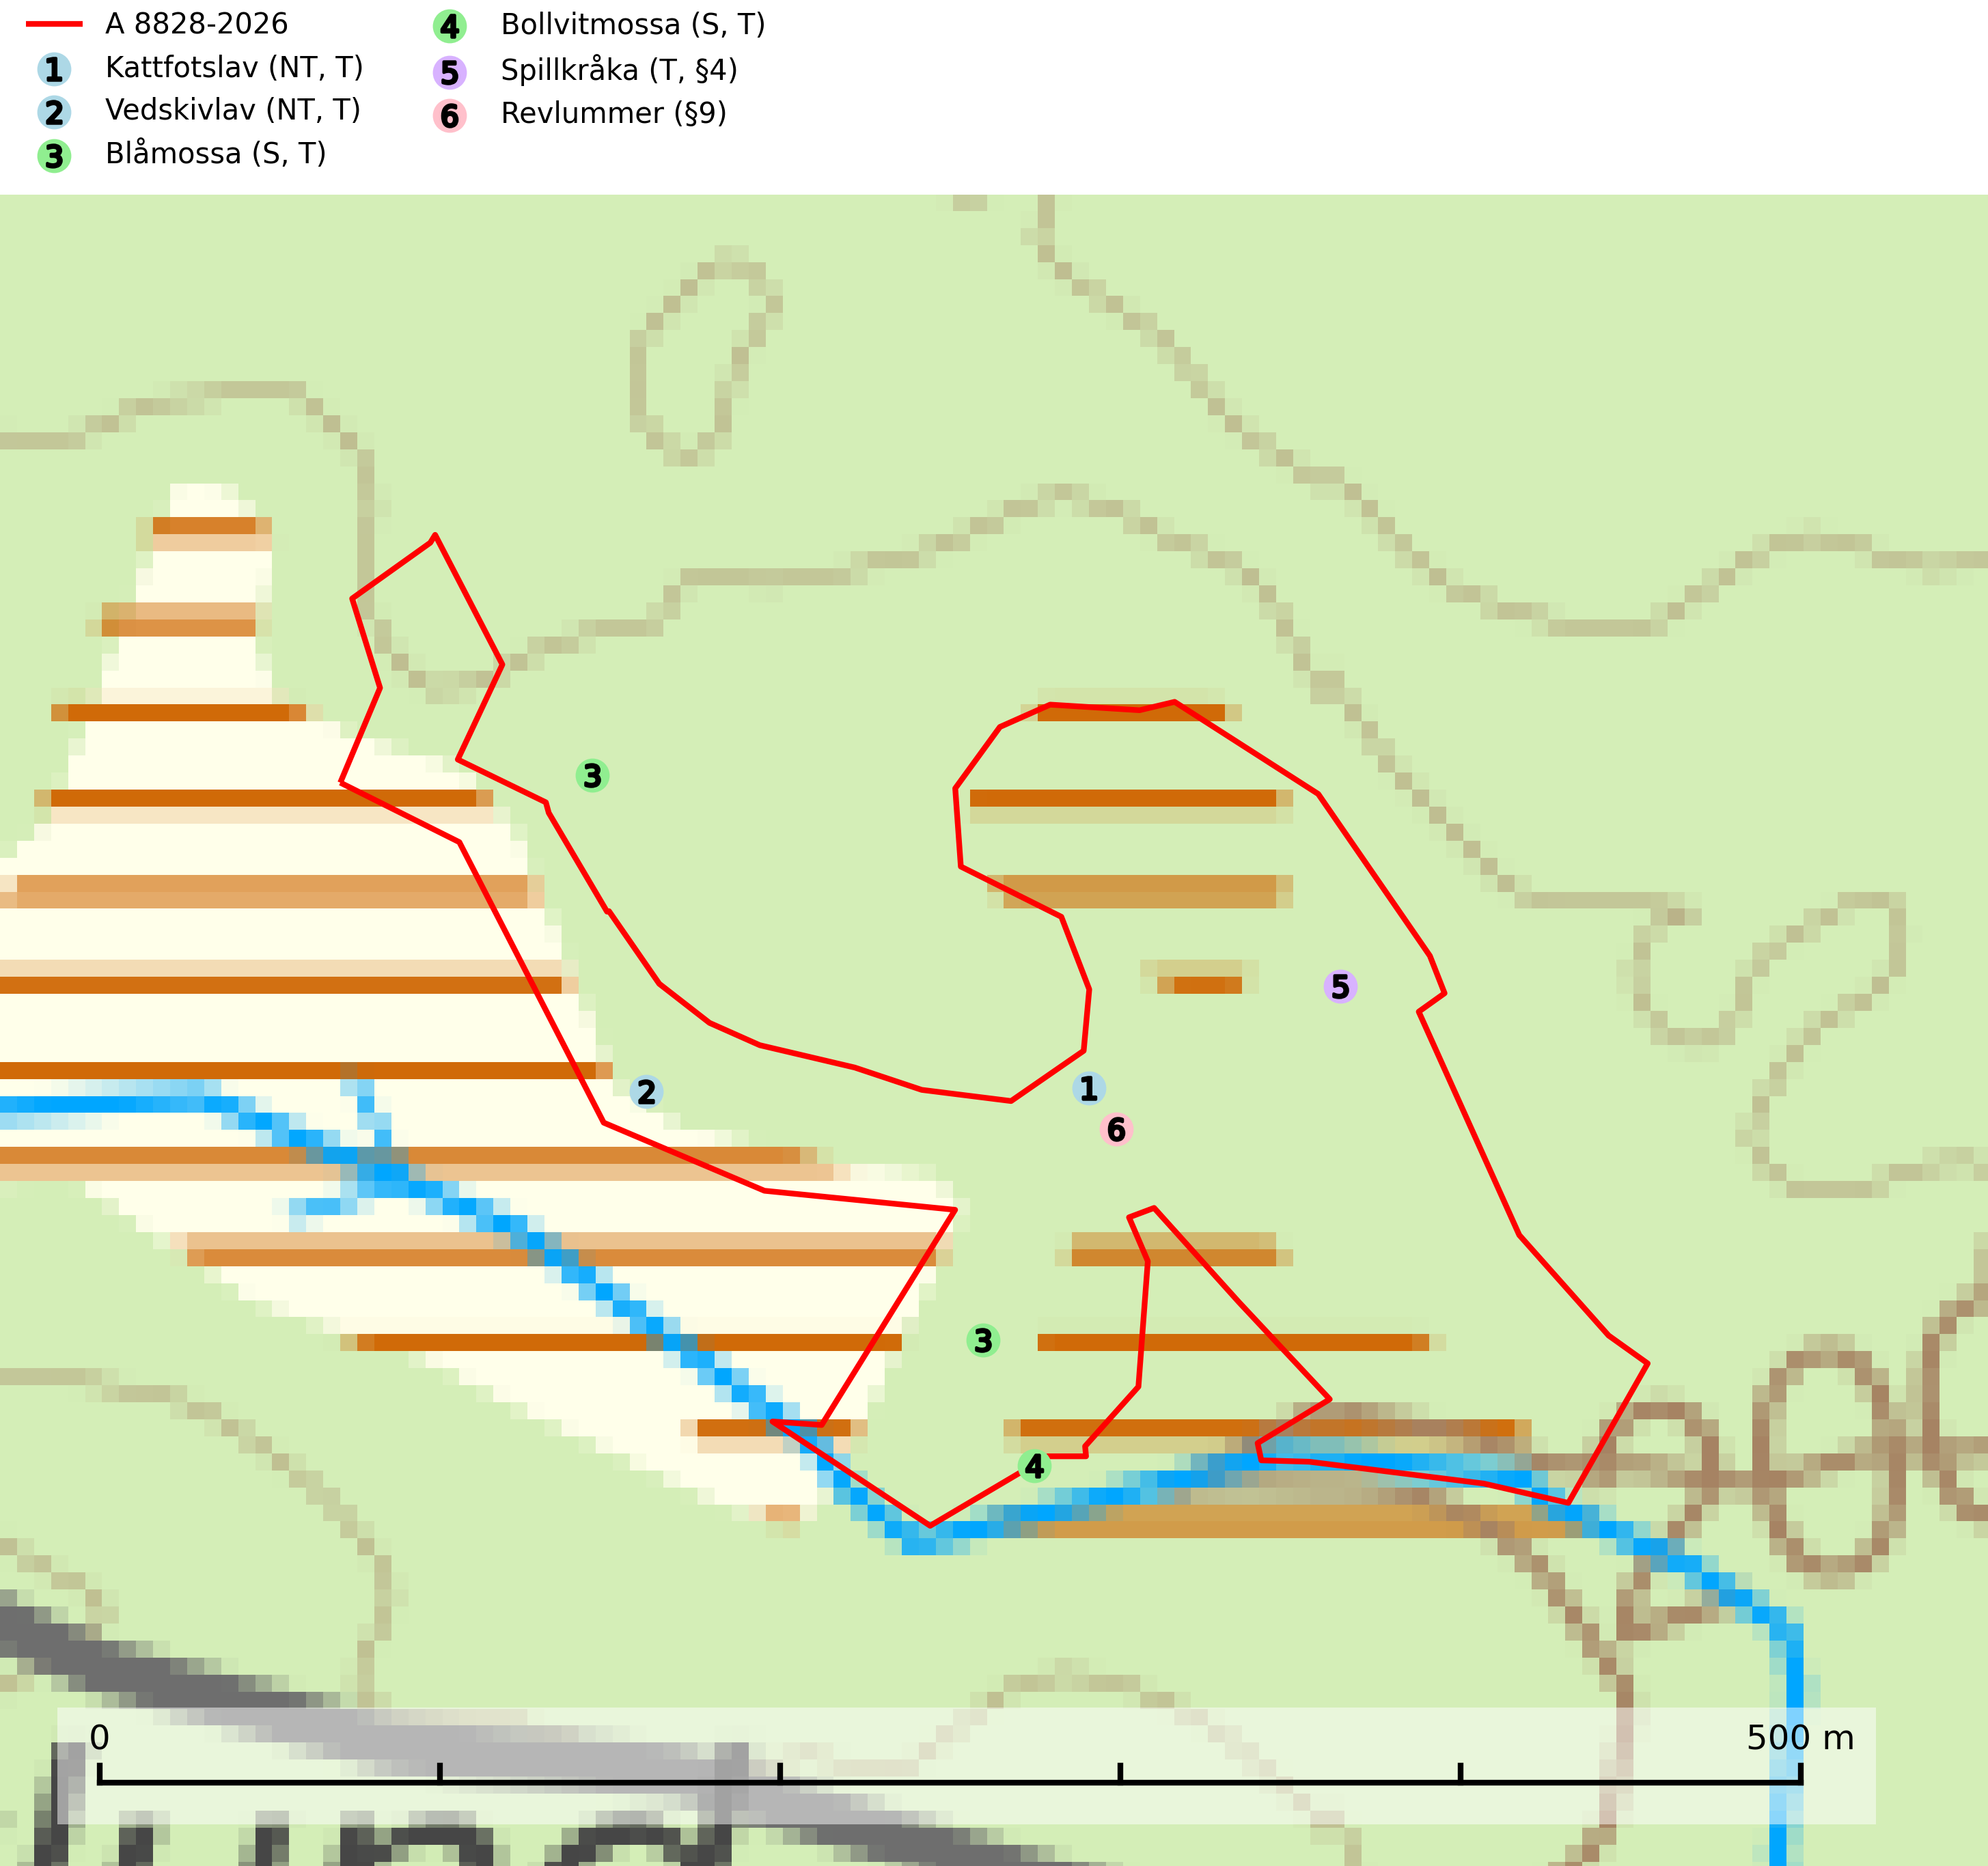 A 8828-2026
1 Kattfotslav (NT, T)
2 Vedskivlav (NT, T)
3 Blåmossa (S, T)
4 Bollvitmossa (S, T)
5 Spillkråka (T, §4)
6 Revlummer (§9)
3
5
2
1
6
3
4
0 500 m